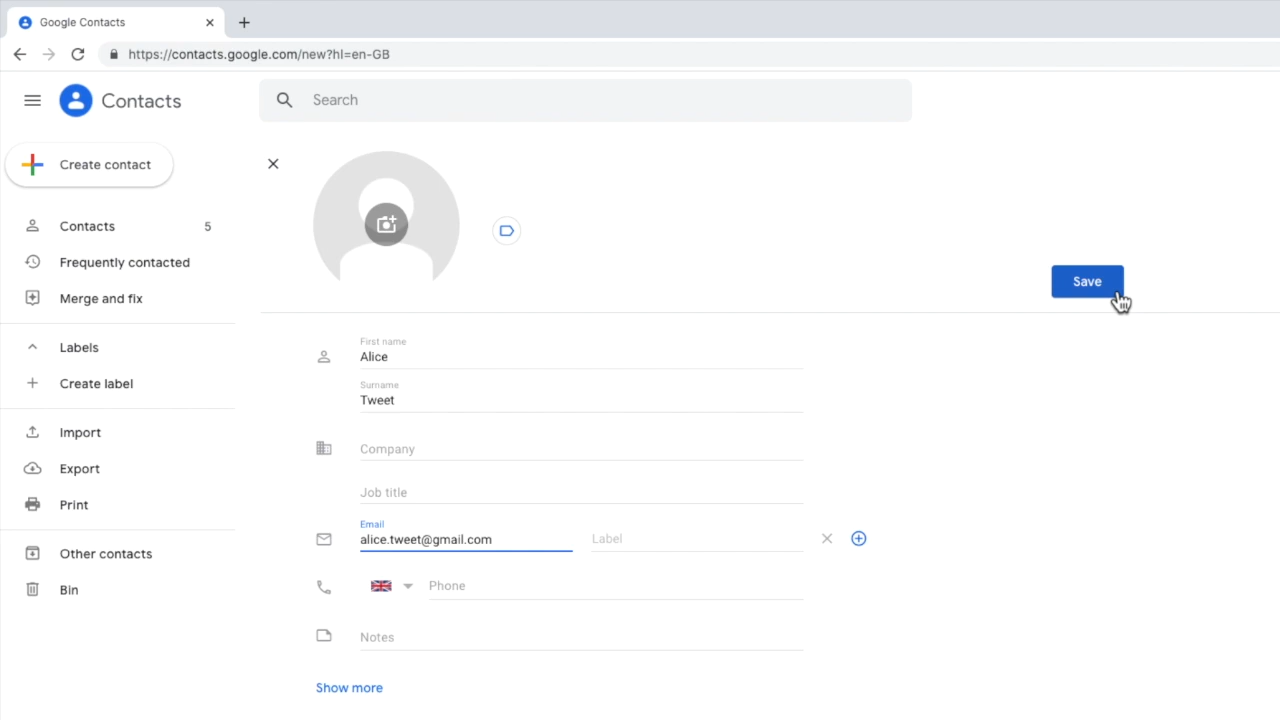 Google Contacts
https://contacts.google.com/new?hl=en-GB
Contacts
Search
Create contact
Contacts 5
Frequently contacted
Merge and fix
Save
Labels
Create label
Import
Export
Print
Other contacts
Bin
First name
Alice
Surname
Tweet
Company
Job title
Email
alice.tweet@gmail.com Label
Phone
Notes
Show more